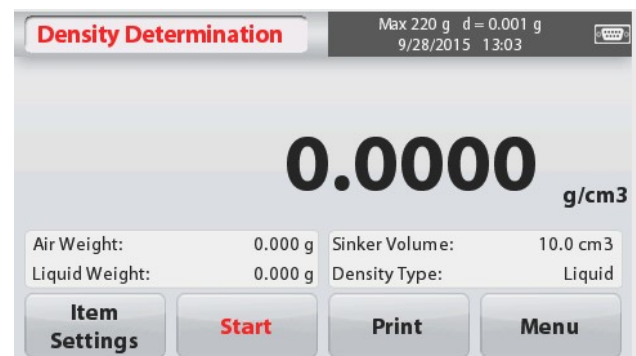 Density Determination
Max 220 g d = 0.001 g
9/28/2015 13:03
0.0000 g/cm3
Air Weight: 0.000 g
Liquid Weight: 0.000 g
Sinker Volume: 10.0 cm3
Density Type: Liquid
Item
Settings
Start
Print
Menu